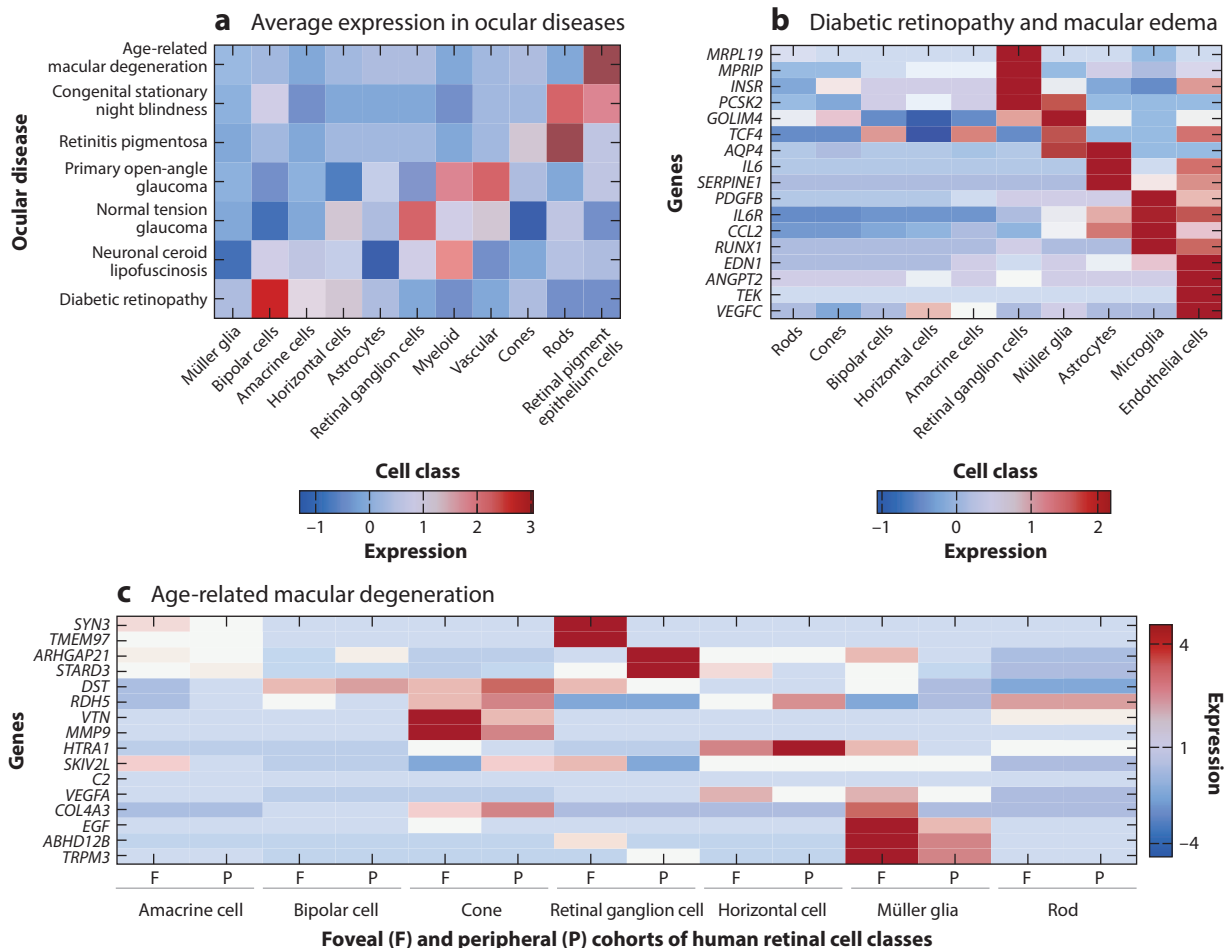 a Average expression in ocular diseases
Ocular disease
Age-related
macular degeneration
Congenital stationary
night blindness
Retinitis pigmentosa
Primary open-angle
glaucoma
Normal tension
glaucoma
Neuronal ceroid
lipofuscinosis
Diabetic retinopathy
Müller glia
Bipolar cells
Amacrine cells
Horizontal cells
Astrocytes
Retinal ganglion cells
Myeloid
Vascular
Cones
Rods
Retinal pigment
epithelium cells
Cell class
−1 0 1 2 3
Expression
b Diabetic retinopathy and macular edema
Genes
MRPL19
MPRIP
INSR
PCSK2
GOLIM4
TCF4
AQP4
IL6
SERPINE1
PDGFB
IL6R
CCL2
RUNX1
EDN1
ANGPT2
TEK
VEGFC
Rods
Cones
Bipolar cells
Horizontal cells
Amacrine cells
Retinal ganglion cells
Müller glia
Astrocytes
Microglia
Endothelial cells
Cell class
−1 0 1 2
Expression
c Age-related macular degeneration
Genes
SYN3
TMEM97
ARHGAP21
STARD3
DST
RDH5
VTN
MMP9
HTRA1
SKIV2L
C2
VEGFA
COL4A3
EGF
ABHD12B
TRPM3
F P F P F P F P F P F P F P
Amacrine cell Bipolar cell Cone Retinal ganglion cell Horizontal cell Müller glia Rod
Foveal (F) and peripheral (P) cohorts of human retinal cell classes
4
1
−4
Expression